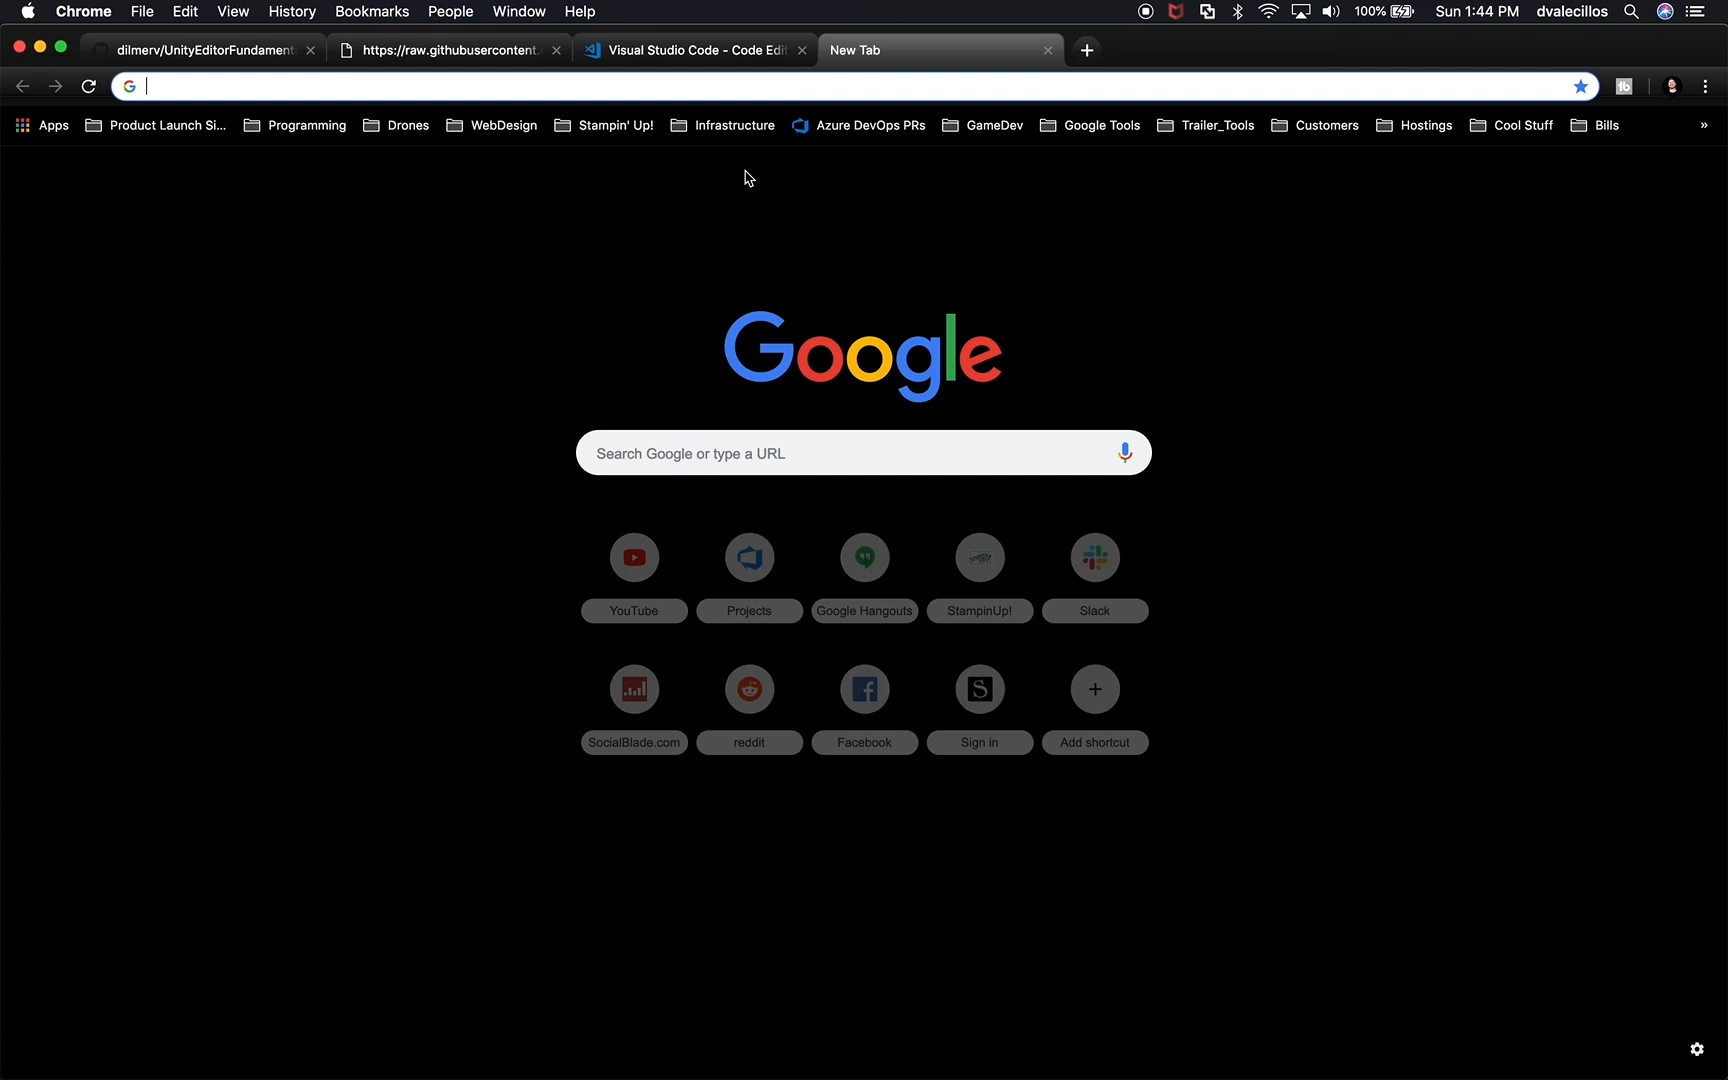 Chrome File Edit View History Bookmarks People Window Help 100% Sun 1:44 PM dvalecillos
dilmerv/UnityEditorFundament https://raw.githubusercontent. Visual Studio Code - Code Edit New Tab
Apps Product Launch Si... Programming Drones WebDesign Stampin' Up! Infrastructure Azure DevOps PRs GameDev Google Tools Trailer_Tools Customers Hostings Cool Stuff Bills »
Google
Search Google or type a URL
YouTube Projects Google Hangouts StampinUp! Slack
SocialBlade.com reddit Facebook Sign in Add shortcut